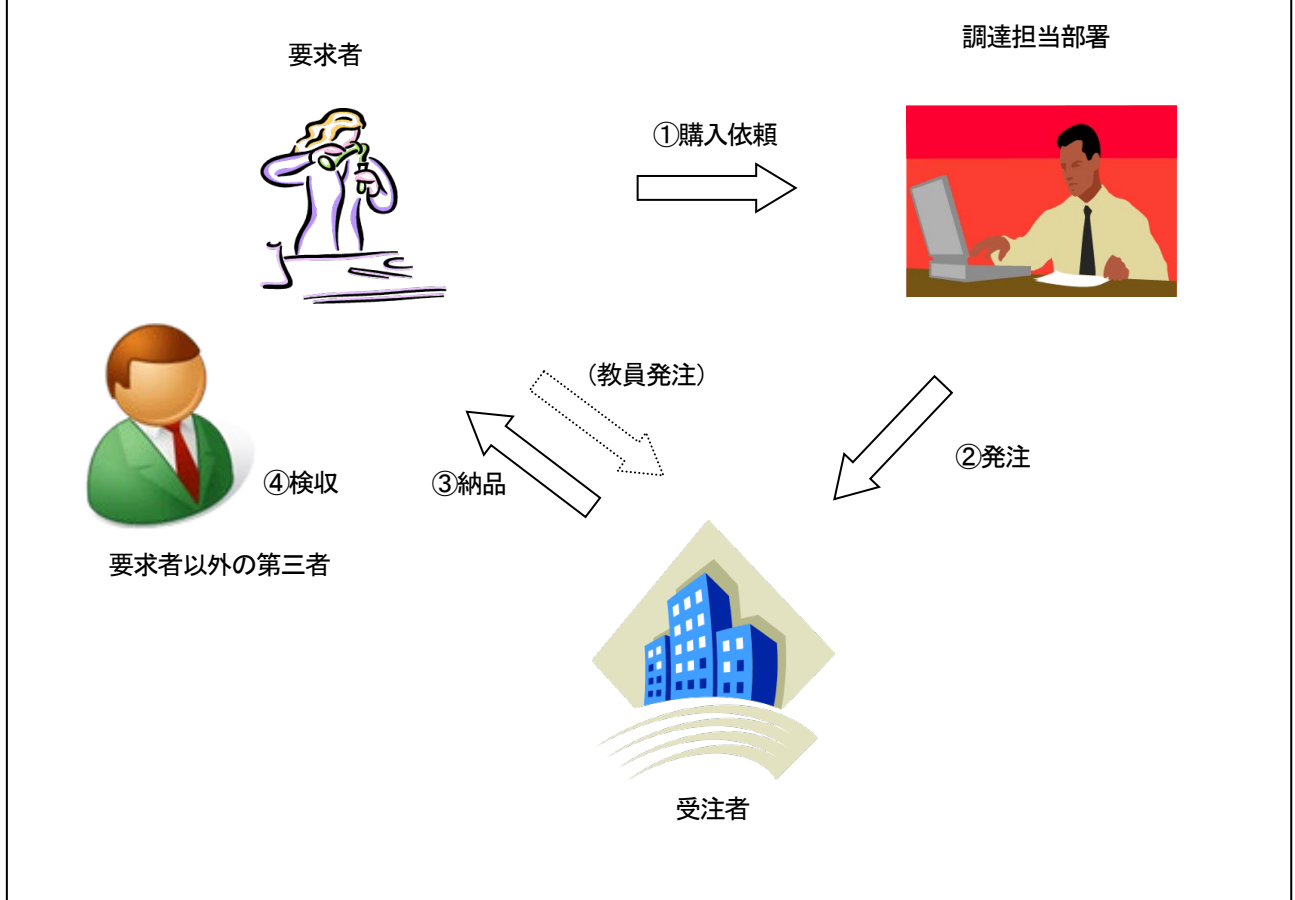 要求者
調達担当部署
①購入依頼
(教員発注)
②発注
③納品
④検収
要求者以外の第三者
受注者